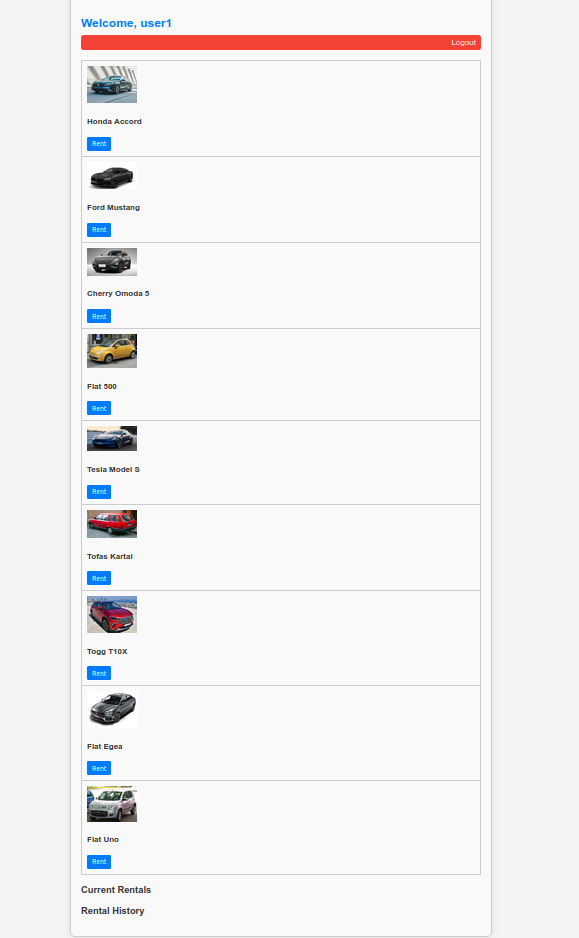 Welcome, user1
Logout
Honda Accord
Rent
Ford Mustang
Rent
Cherry Omoda 5
Rent
Fiat 500
Rent
Tesla Model S
Rent
Tofas Kartal
Rent
Togg T10X
Rent
Fiat Egea
Rent
Fiat Uno
Rent
Current Rentals
Rental History